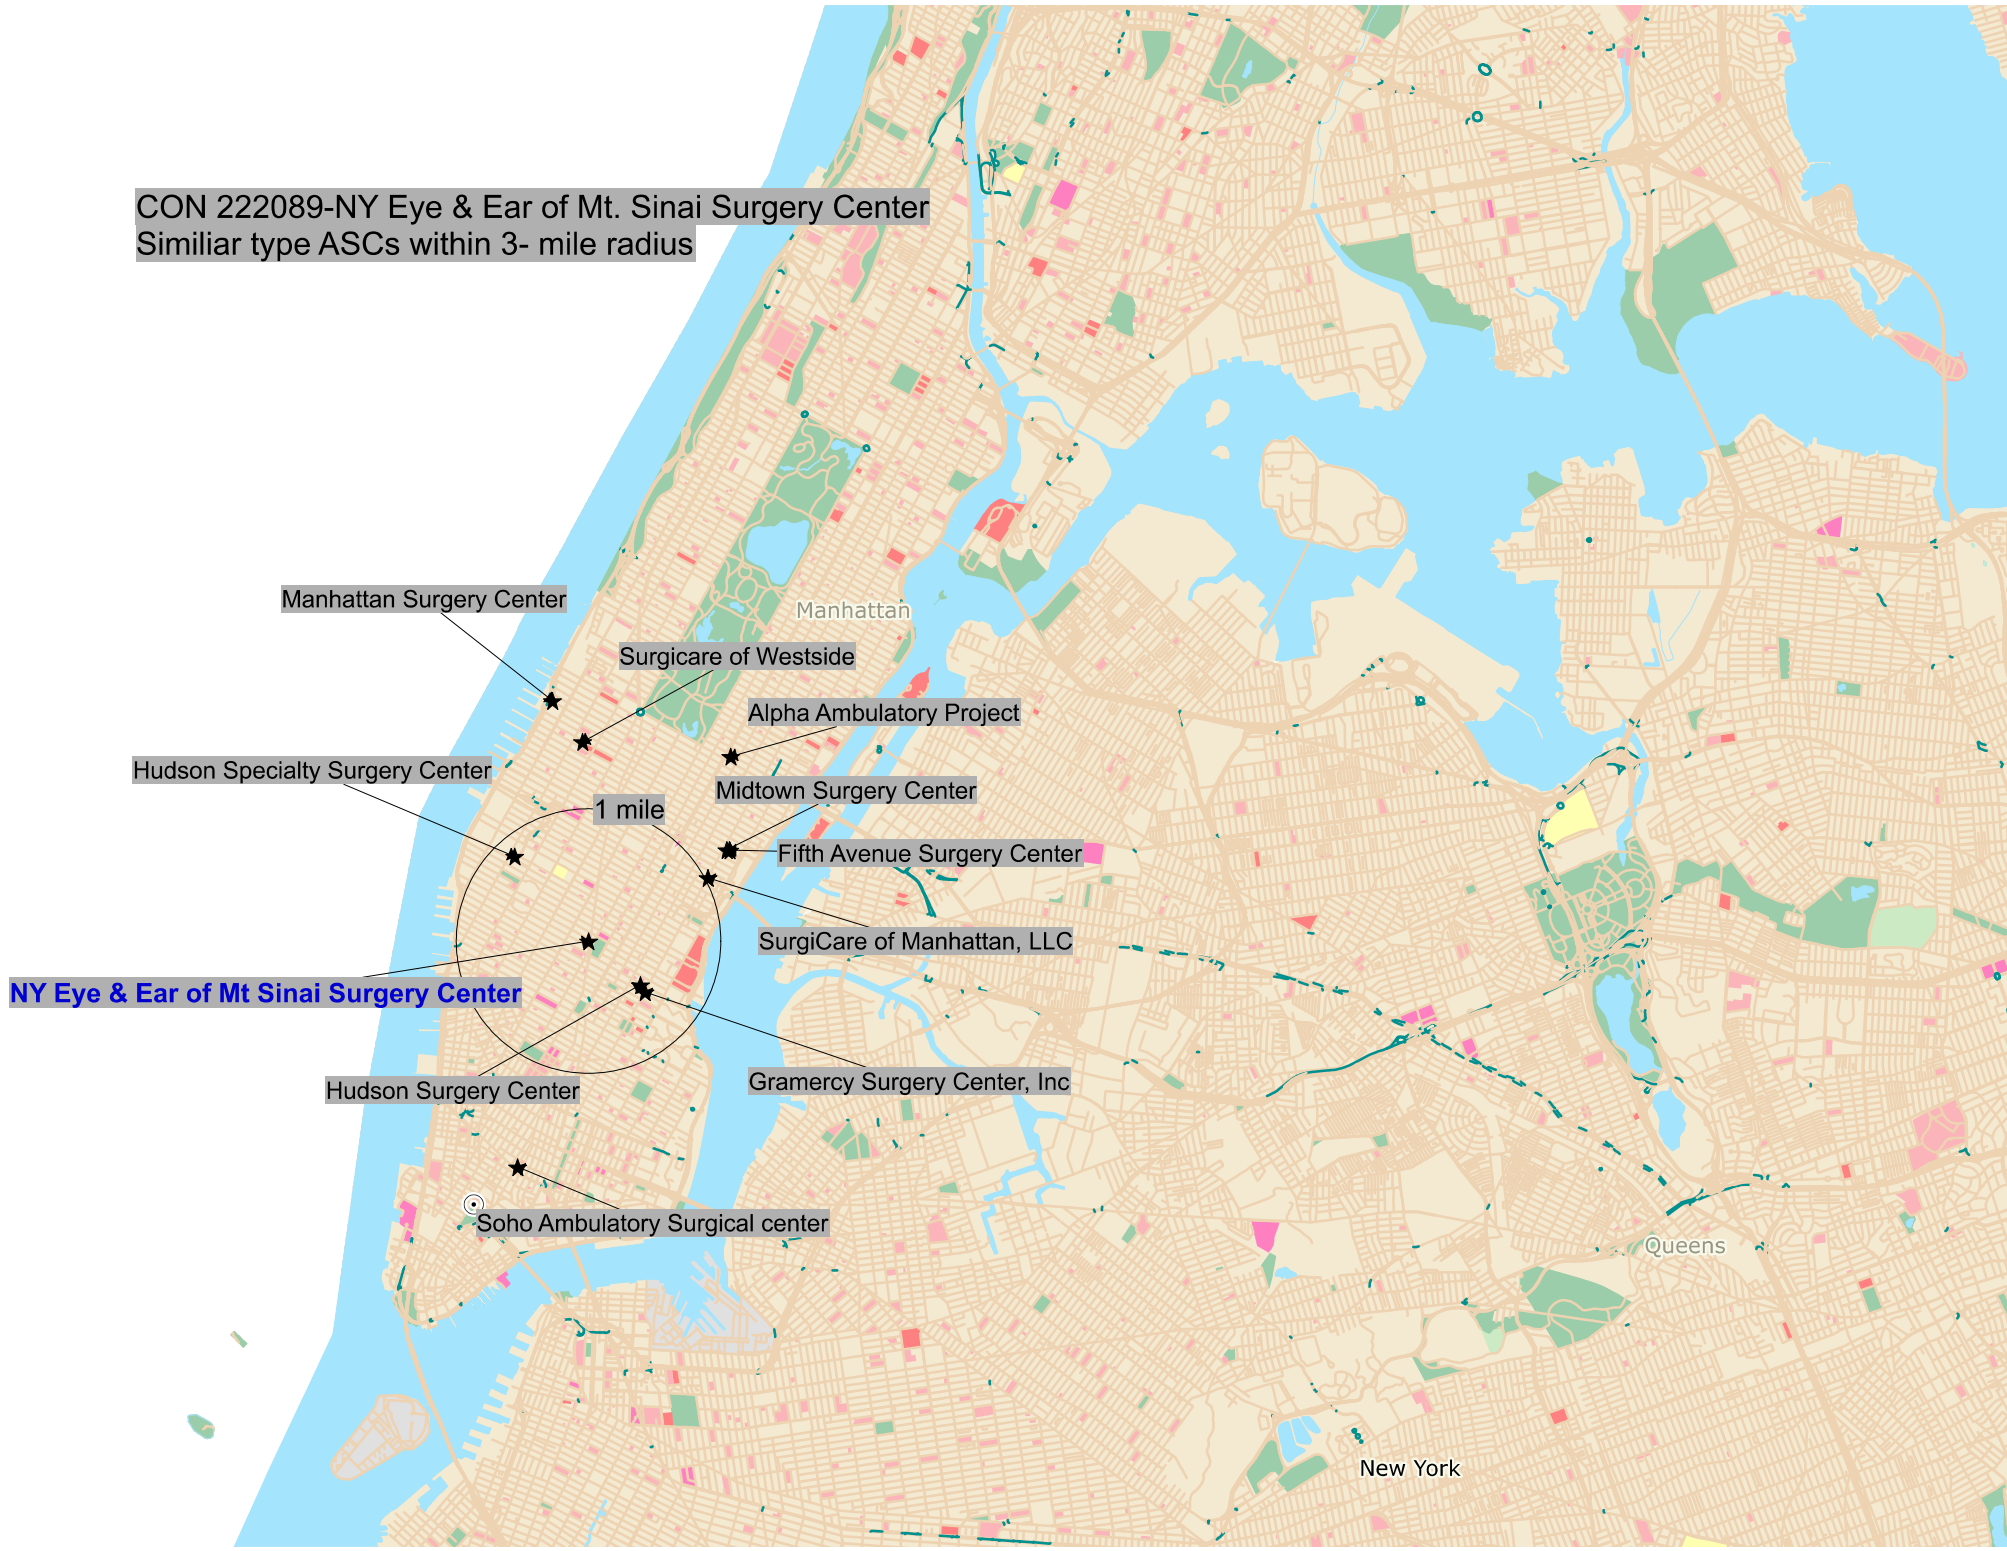 CON 222089-NY Eye & Ear of Mt. Sinai Surgery Center
Similiar type ASCs within 3- mile radius
Manhattan Surgery Center
Manhattan
Surgicare of Westside
Alpha Ambulatory Project
Hudson Specialty Surgery Center
Midtown Surgery Center
1 mile
Fifth Avenue Surgery Center
SurgiCare of Manhattan, LLC
NY Eye & Ear of Mt Sinai Surgery Center
Hudson Surgery Center
Gramercy Surgery Center, Inc
Soho Ambulatory Surgical center
Queens
New York